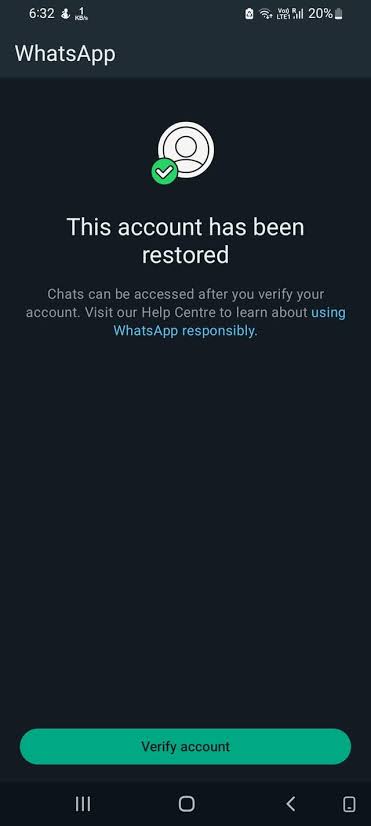 6:32 1 KB/s Vo) LTE1 R 20%
WhatsApp
This account has been
restored
Chats can be accessed after you verify your
account. Visit our Help Centre to learn about using
WhatsApp responsibly.
Verify account